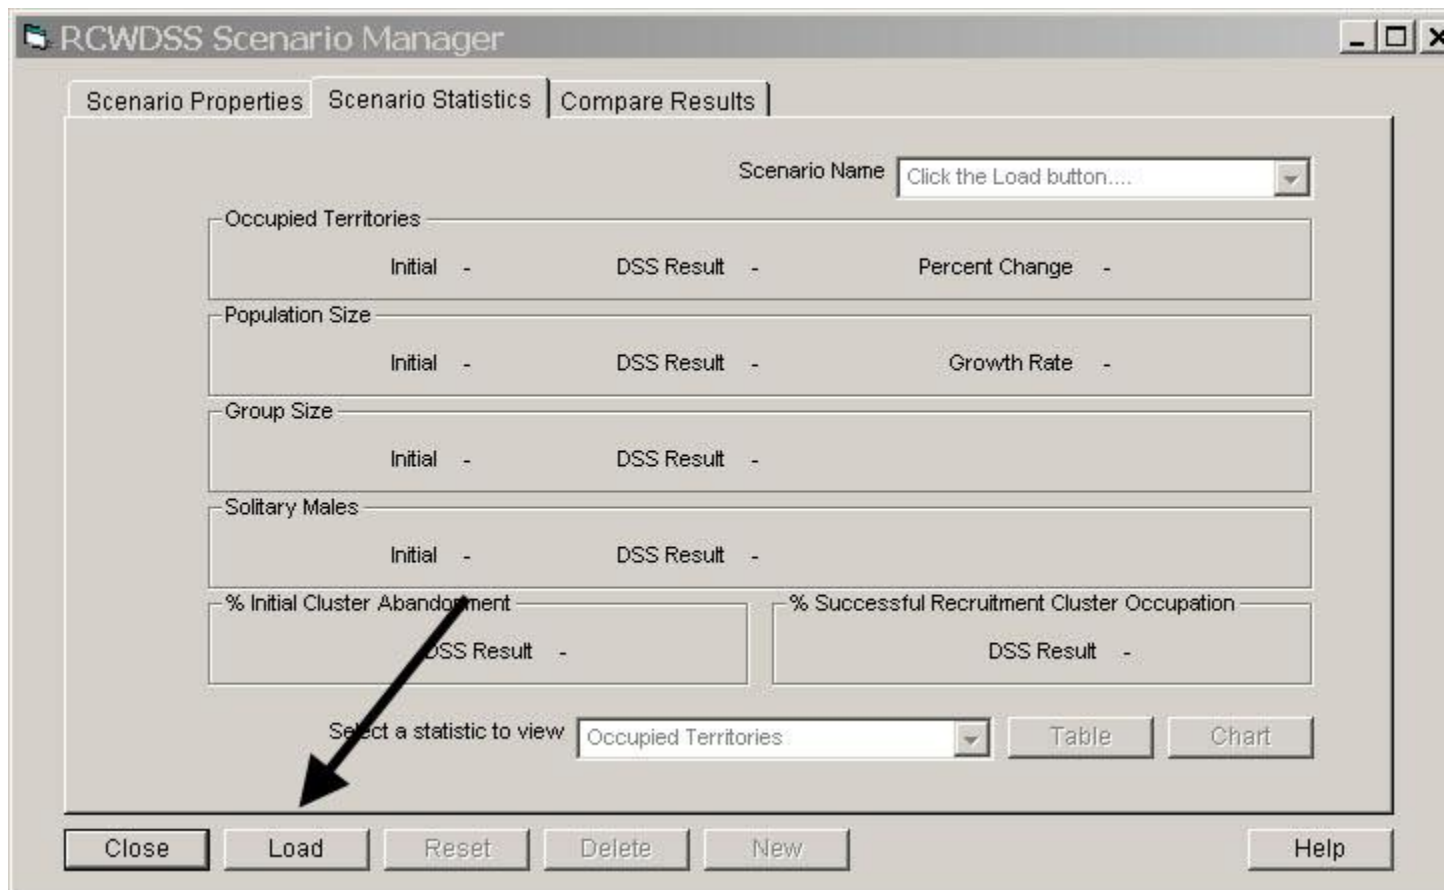 RCWDSS Scenario Manager
Scenario Properties Scenario Statistics Compare Results
Scenario Name Click the Load button....
Occupied Territories
Initial - DSS Result - Percent Change -
Population Size
Initial - DSS Result - Growth Rate -
Group Size
Initial - DSS Result -
Solitary Males
Initial - DSS Result -
% Initial Cluster Abandonment % Successful Recruitment Cluster Occupation
DSS Result - DSS Result -
Select a statistic to view Occupied Territories Table Chart
Close Load Reset Delete New Help